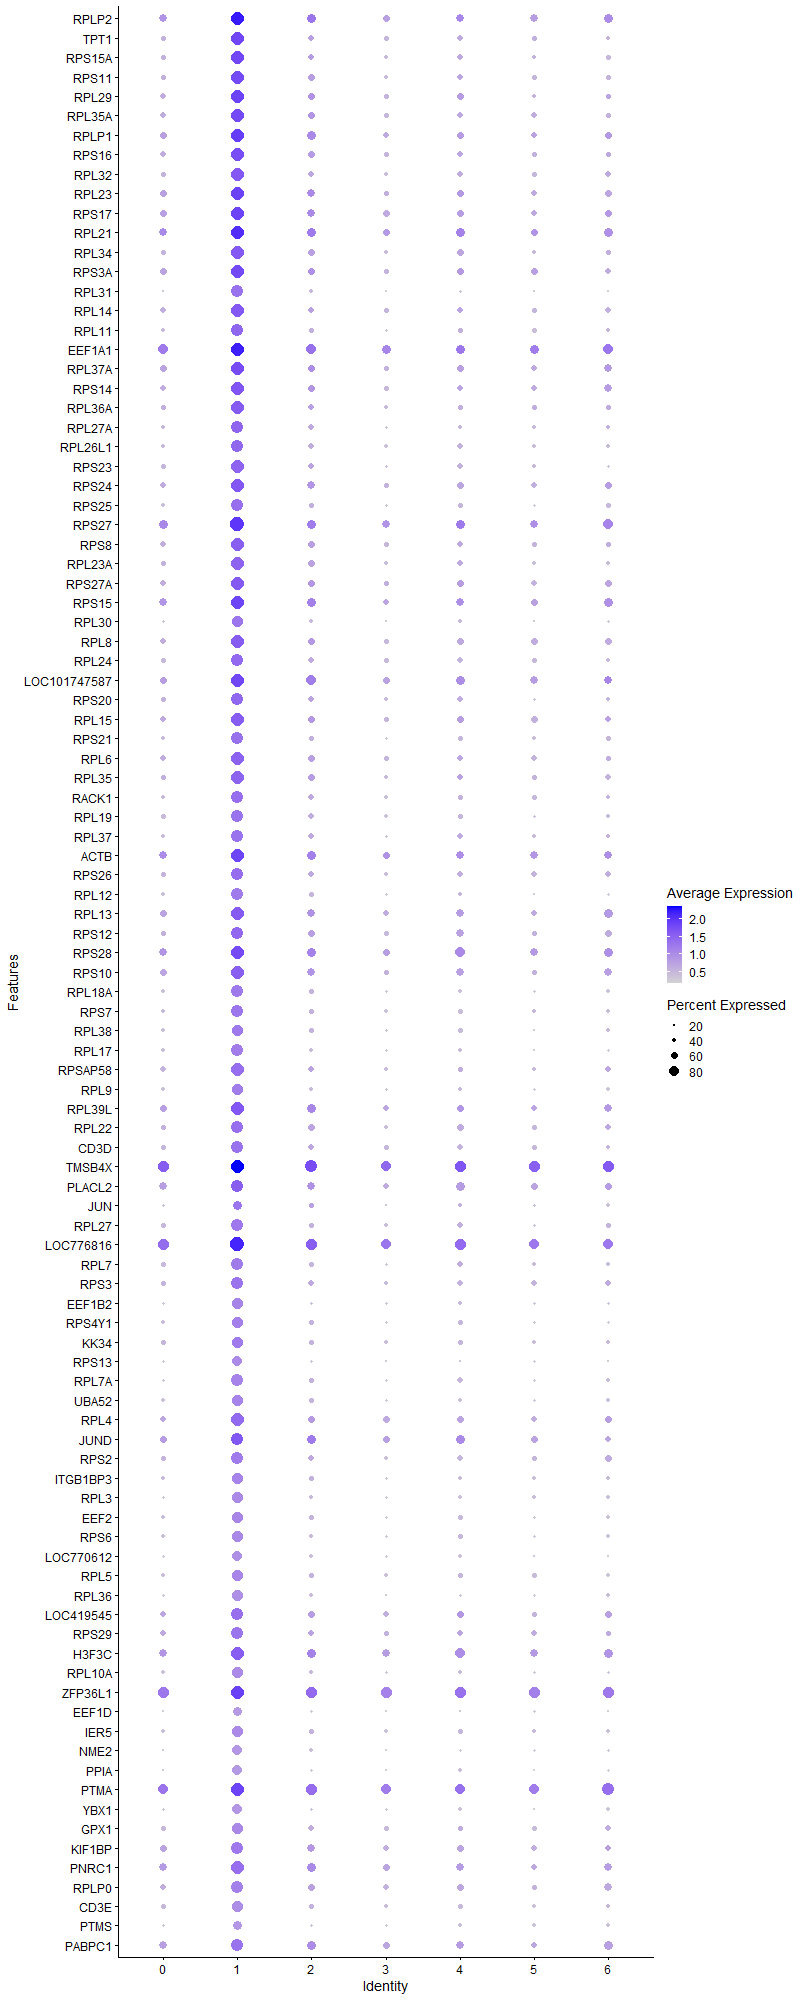 RPLP2
TPT1
RPS15A
RPS11
RPL29
RPL35A
RPLP1
RPS16
RPL32
RPL23
RPS17
RPL21
RPL34
RPS3A
RPL31
RPL14
RPL11
EEF1A1
RPL37A
RPS14
RPL36A
RPL27A
RPL26L1
RPS23
RPS24
RPS25
RPS27
RPS8
RPL23A
RPS27A
RPS15
RPL30
RPL8
RPL24
LOC101747587
RPS20
RPL15
RPS21
RPL6
RPL35
RACK1
RPL19
RPL37
ACTB
RPS26
RPL12
RPL13
RPS12
RPS28
RPS10
RPL18A
RPS7
RPL38
RPL17
RPSAP58
RPL9
RPL39L
RPL22
CD3D
TMSB4X
PLACL2
JUN
RPL27
LOC776816
RPL7
RPS3
EEF1B2
RPS4Y1
KK34
RPS13
RPL7A
UBA52
RPL4
JUND
RPS2
ITGB1BP3
RPL3
EEF2
RPS6
LOC770612
RPL5
RPL36
LOC419545
RPS29
H3F3C
RPL10A
ZFP36L1
EEF1D
IER5
NME2
PPIA
PTMA
YBX1
GPX1
KIF1BP
PNRC1
RPLP0
CD3E
PTMS
PABPC1
Features
0 1 2 3 4 5 6
Identity
Average Expression
2.0
1.5
1.0
0.5
Percent Expressed
20
40
60
80